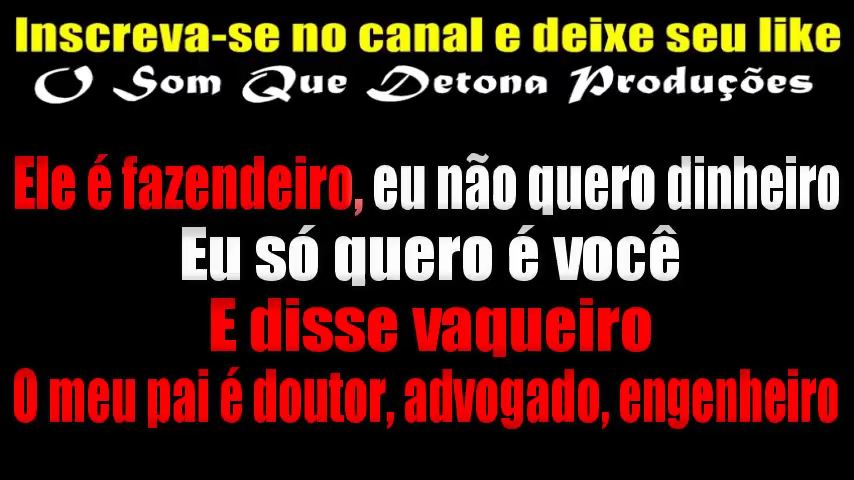 Inscreva-se no canal e deixe seu like
O Som Que Detona Produções
Ele é fazendeiro, eu não quero dinheiro
Eu só quero é você
E disse vaqueiro
O meu pai é doutor, advogado, engenheiro